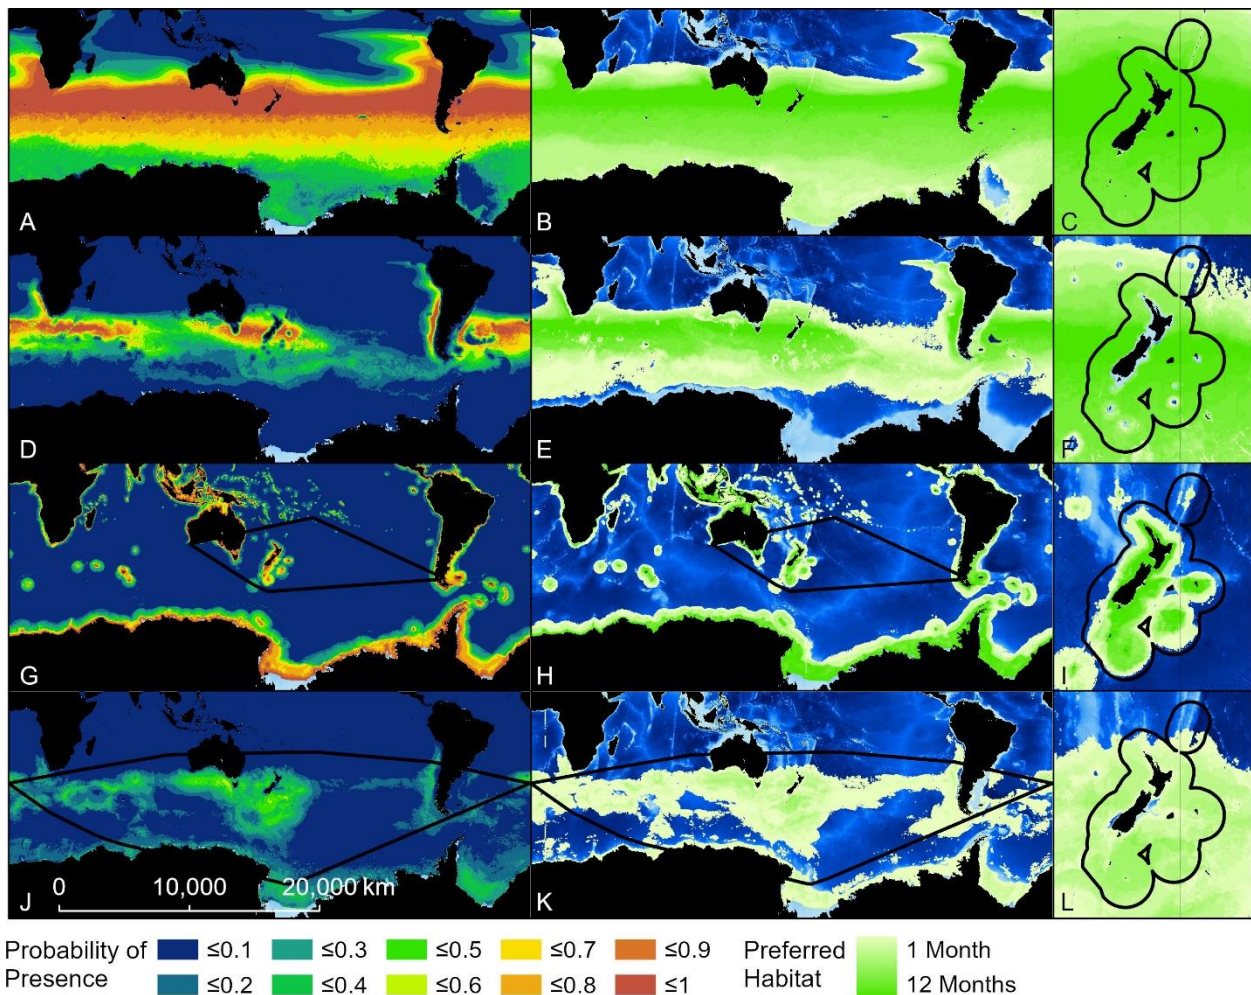 A B C
D E F
G H I
0 10,000 20,000 km
J K L
Probability of Presence
≤0.1 ≤0.3 ≤0.5 ≤0.7 ≤0.9
≤0.2 ≤0.4 ≤0.6 ≤0.8 ≤1
Preferred Habitat
1 Month
12 Months